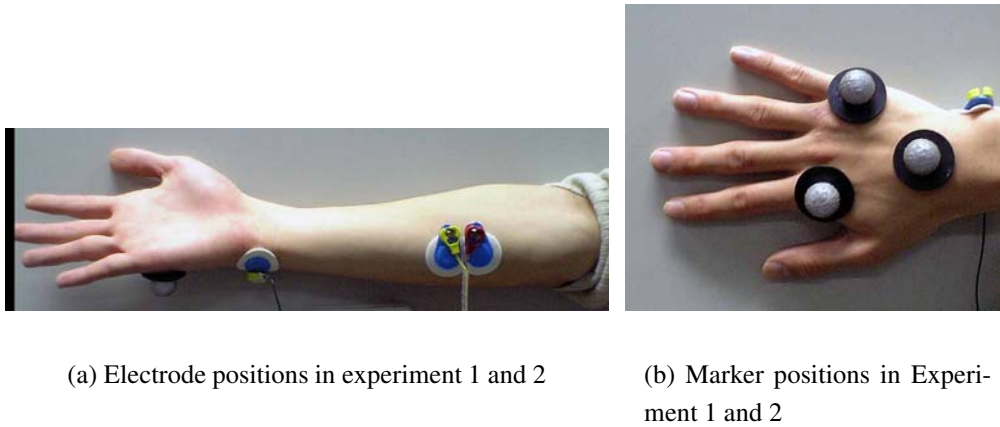 (a) Electrode positions in experiment 1 and 2
(b) Marker positions in Experi-
ment 1 and 2